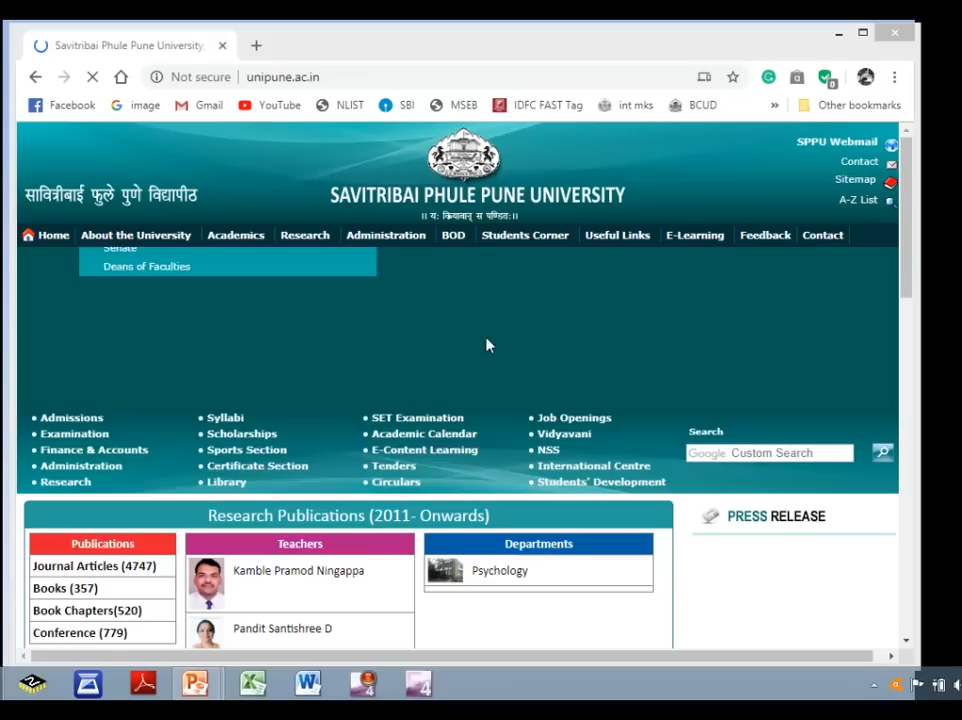 Savitribai Phule Pune University,
Not secure | unipune.ac.in
Facebook image Gmail YouTube NLIST SBI MSEB IDFC FAST Tag int mks BCUD » Other bookmarks
SPPU Webmail
Contact
Sitemap
A-Z List
सावित्रीबाई फुले पुणे विद्यापीठ
SAVITRIBAI PHULE PUNE UNIVERSITY
॥ यः क्रियावान् स पण्डितः ॥
Home About the University Academics Research Administration BOD Students Corner Useful Links E-Learning Feedback Contact
Senate
Deans of Faculties
• Admissions • Syllabi • SET Examination • Job Openings
Search
• Examination • Scholarships • Academic Calendar • Vidyavani
• Finance & Accounts • Sports Section • E-Content Learning • NSS
Google Custom Search
• Administration • Certificate Section • Tenders • International Centre
• Research • Library • Circulars • Students' Development
Research Publications (2011- Onwards)
PRESS RELEASE
Publications
Journal Articles (4747)
Books (357)
Book Chapters(520)
Conference (779)
Teachers
Kamble Pramod Ningappa
Pandit Santishree D
Departments
Psychology